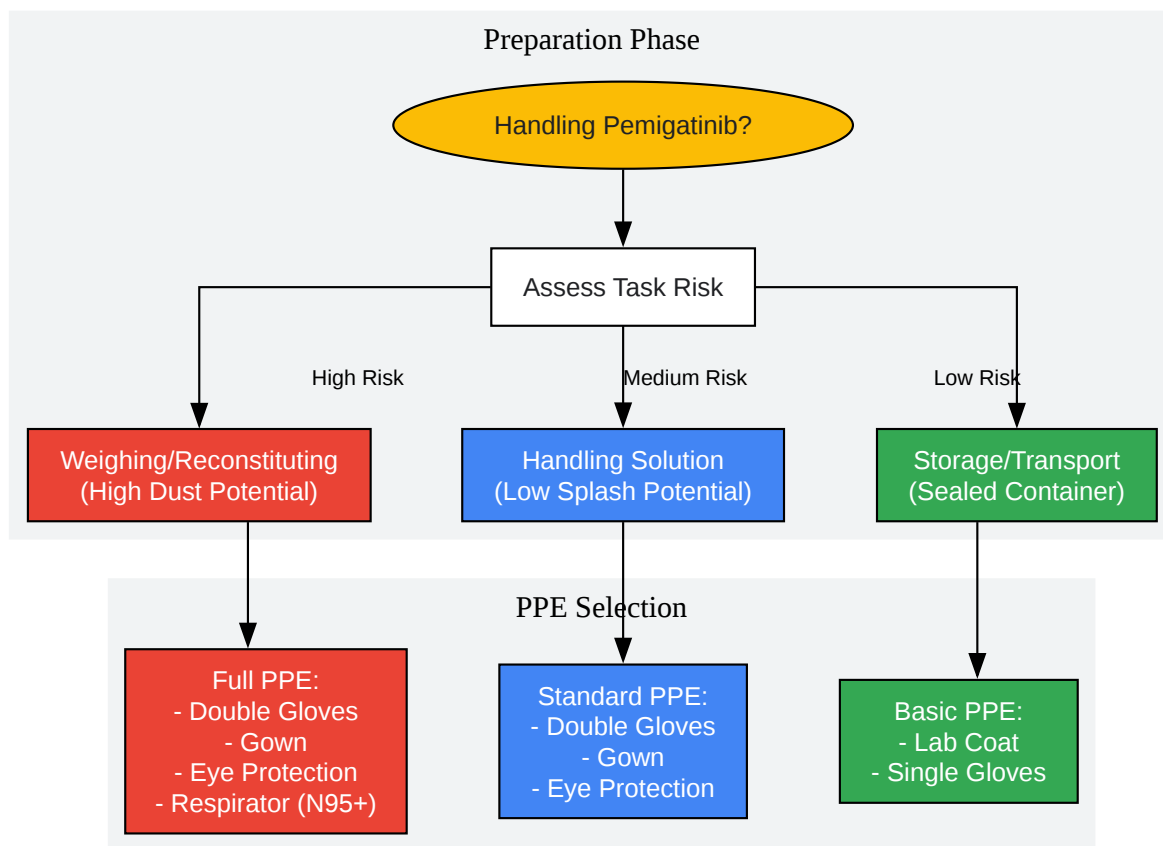 Preparation Phase
Handling Pemigatinib?
Assess Task Risk
High Risk
Medium Risk
Low Risk
Weighing/Reconstituting
(High Dust Potential)
Handling Solution
(Low Splash Potential)
Storage/Transport
(Sealed Container)
PPE Selection
Full PPE:
- Double Gloves
- Gown
- Eye Protection
- Respirator (N95+)
Standard PPE:
- Double Gloves
- Gown
- Eye Protection
Basic PPE:
- Lab Coat
- Single Gloves